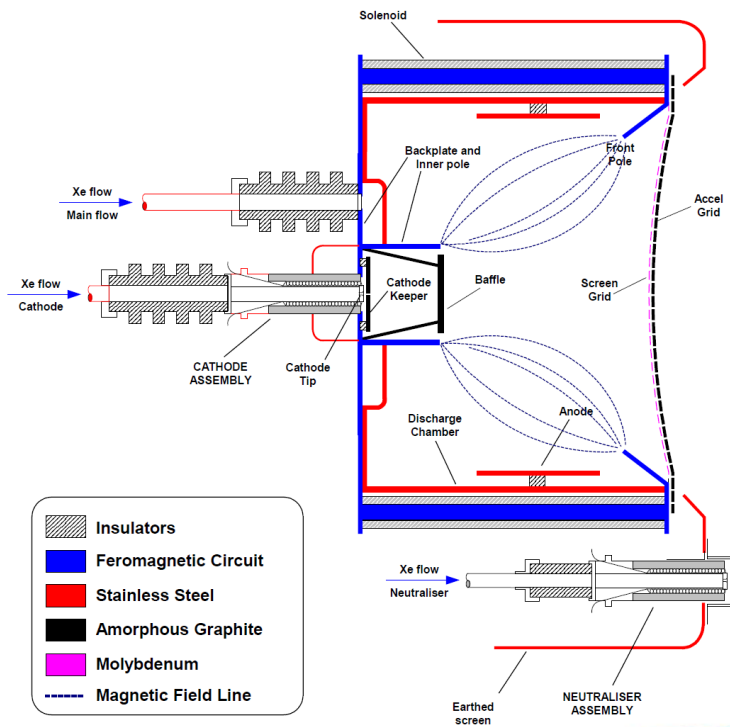 Solenoid
Backplate and
Inner pole
Front
Pole
Xe flow
Main flow
Accel
Grid
Xe flow
Cathode
Cathode
Keeper
Baffle
Screen
Grid
CATHODE
ASSEMBLY
Cathode
Tip
Discharge
Chamber
Anode
Insulators
Feromagnetic Circuit
Stainless Steel
Amorphous Graphite
Molybdenum
Magnetic Field Line
Xe flow
Neutraliser
Earthed
screen
NEUTRALISER
ASSEMBLY